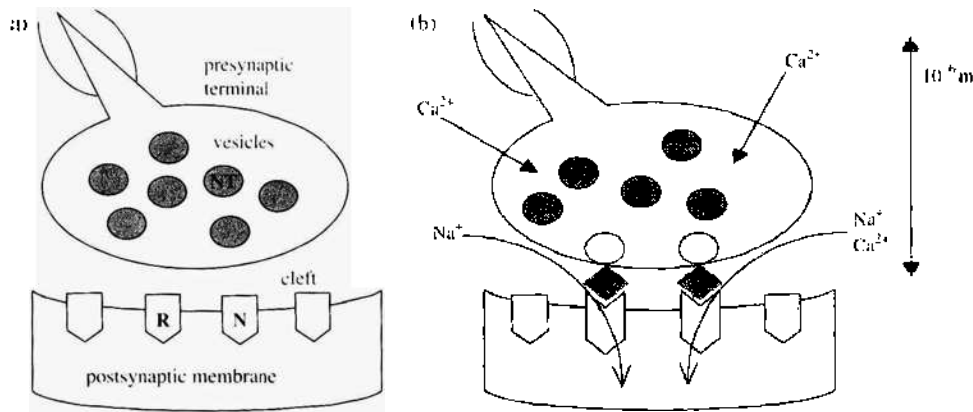 a)
presynaptic
terminal
vesicles
NT
cleft
R
N
postsynaptic membrane
(b)
Ca²⁺
Ca²⁺
Na⁺
Na⁺
Ca²⁺
m